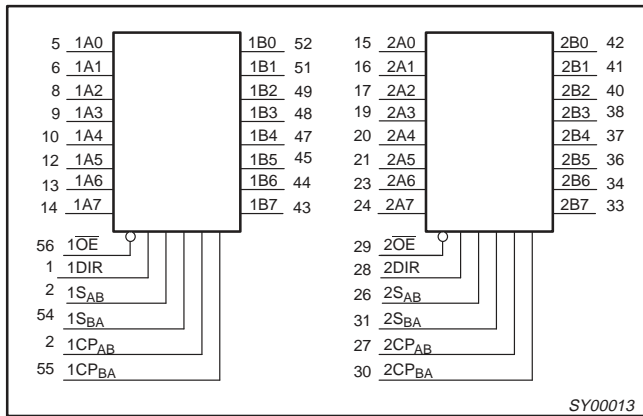 5 1A0 1B0 52 15 2A0 2B0 42
6 1A1 1B1 51 16 2A1 2B1 41
8 1A2 1B2 49 17 2A2 2B2 40
9 1A3 1B3 48 19 2A3 2B3 38
10 1A4 1B4 47 20 2A4 2B4 37
12 1A5 1B5 45 21 2A5 2B5 36
13 1A6 1B6 44 23 2A6 2B6 34
14 1A7 1B7 43 24 2A7 2B7 33
56 1O̅E̅ 29 2O̅E̅
1 1DIR 28 2DIR
2 1SAB 26 2SAB
54 1SBA 31 2SBA
2 1CPAB 27 2CPAB
55 1CPBA 30 2CPBA
SY00013